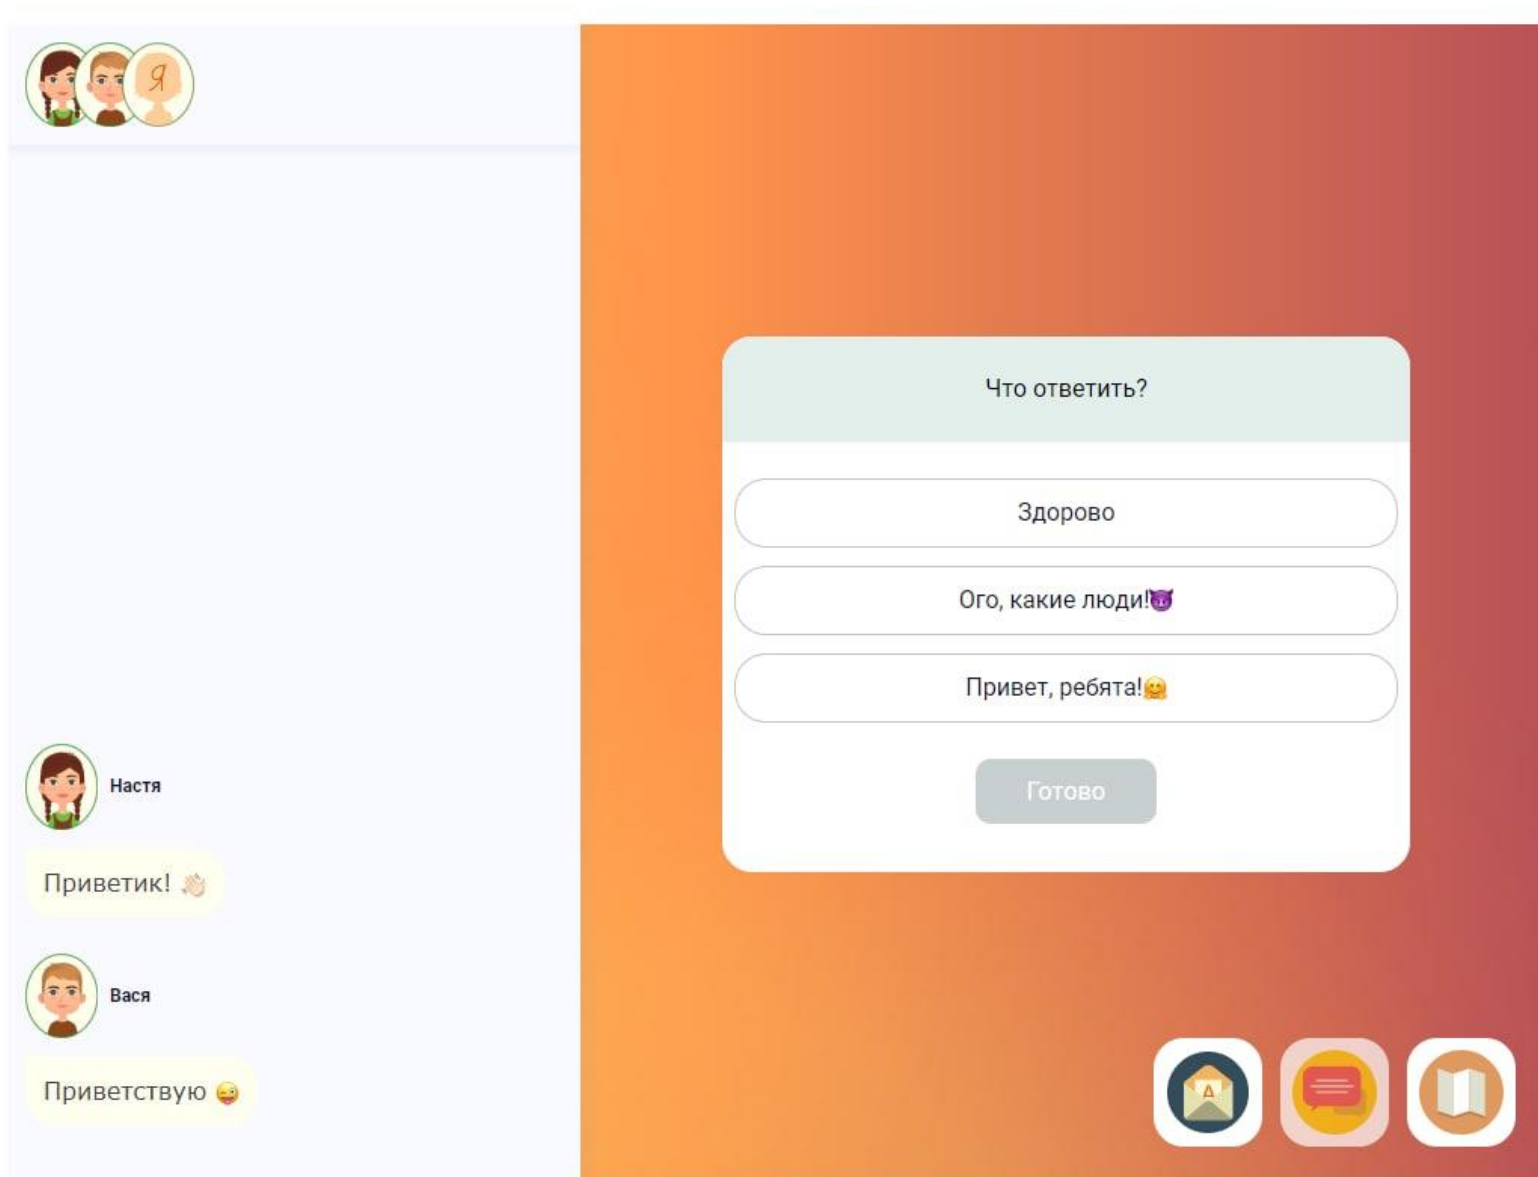 Я
Настя
Приветик! 👋🏻
Вася
Приветствую 😜
Что ответить?
Здорово
Ого, какие люди!😈
Привет, ребята!🤗
Готово
Д